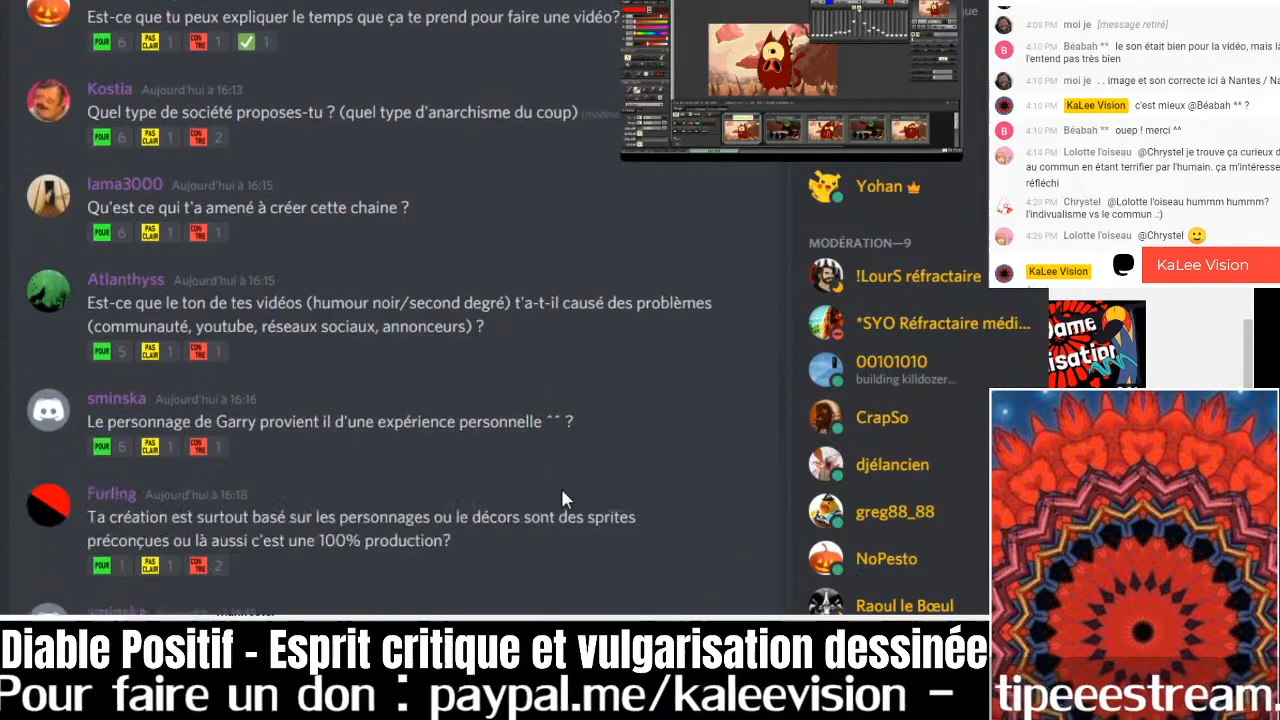 Est-ce que tu peux expliquer le temps que ça te prend pour faire une vidéo?
POUR 6 PAS CLAIR 1 CON TRE 1 1
Kostia Aujourd'hui à 16:13
Quel type de société proposes-tu ? (quel type d'anarchisme du coup)
POUR 6 PAS CLAIR 1 CON TRE 2
lama3000 Aujourd'hui à 16:15
Qu'est ce qui t'a amené à créer cette chaine ?
POUR 6 PAS CLAIR 1 CON TRE 1
Atlanthyss Aujourd'hui à 16:15
Est-ce que le ton de tes vidéos (humour noir/second degré) t'a-t-il causé des problèmes
(communauté, youtube, réseaux sociaux, annonceurs) ?
POUR 5 PAS CLAIR 1 CON TRE 1
sminska Aujourd'hui à 16:16
Le personnage de Garry provient il d'une expérience personnelle ^^ ?
POUR PAS CLAIR 1 CON TRE 1
Furling Aujourd'hui à 16:18
Ta création est surtout basé sur les personnages ou le décors sont des sprites
préconçues ou là aussi c'est une 100% production?
POUR PAS CLAIR 1 CON TRE 2
Yohan
MODÉRATION—9
!LourS réfractaire
*SYO Réfractaire médi...
00101010
building killdozer...
CrapSo
djélancien
greg88_88
NoPesto
Raoul le Bœul
4:09 PM moi je [message retiré]
4:10 PM Béabah ** le son était bien pour la vidéo, mais
l'entend pas très bien
4:10 PM moi je . . image et son correcte ici à Nantes /
4:10 PM KaLee Vision c'est mieux @Béabah ** ?
4:10 PM Béabah ** ouep ! merci ^^
4:14 PM Lolotte l'oiseau @Chrystel je trouve ça curieux
au commun en étant terrifier par l'humain. ça m'intéresse
réfléchi
4:23 PM Chrystel @Lolotte l'oiseau hummm hummm?
l'indivualisme vs le commun .:)
4:26 PM Lolotte l'oiseau @Chrystel
KaLee Vision
KaLee Vision
Dame
isation
Diable Positif - Esprit critique et vulgarisation dessinée
Pour faire un don : paypal.me/kaleevision – tipeeestream.